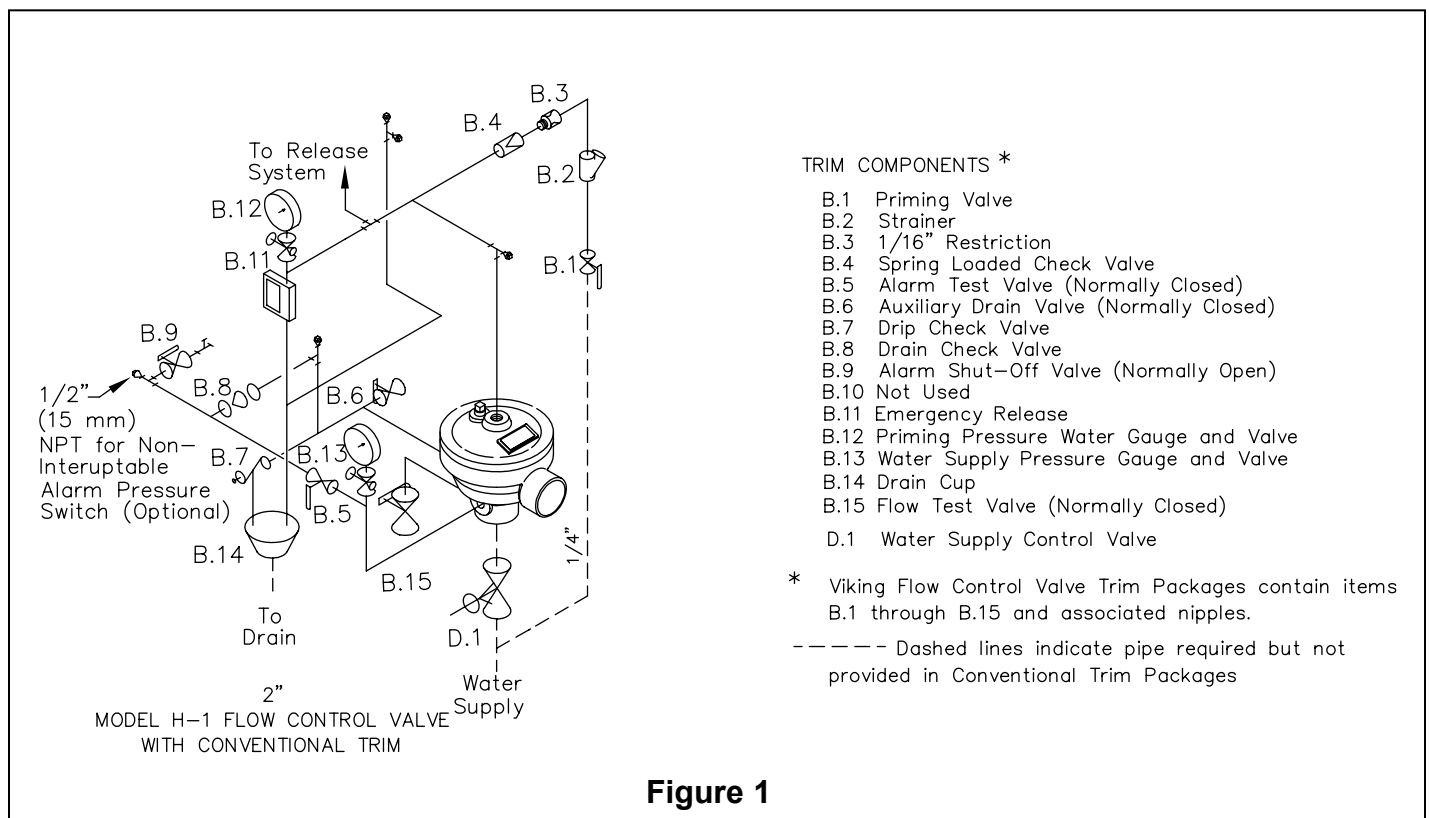 B.3
B.4
To Release
System
B.2
B.12
B.11
B.1
B.9
1/2"
(15 mm)
NPT for Non-
Interuptable
Alarm Pressure
Switch (Optional)
B.8
B.6
B.7
B.13
B.5
B.14
B.15
1/4"
To
Drain
D.1
Water
Supply
2"
MODEL H-1 FLOW CONTROL VALVE
WITH CONVENTIONAL TRIM
TRIM COMPONENTS *
B.1 Priming Valve
B.2 Strainer
B.3 1/16" Restriction
B.4 Spring Loaded Check Valve
B.5 Alarm Test Valve (Normally Closed)
B.6 Auxiliary Drain Valve (Normally Closed)
B.7 Drip Check Valve
B.8 Drain Check Valve
B.9 Alarm Shut-Off Valve (Normally Open)
B.10 Not Used
B.11 Emergency Release
B.12 Priming Pressure Water Gauge and Valve
B.13 Water Supply Pressure Gauge and Valve
B.14 Drain Cup
B.15 Flow Test Valve (Normally Closed)
D.1 Water Supply Control Valve
* Viking Flow Control Valve Trim Packages contain items
B.1 through B.15 and associated nipples.
----- Dashed lines indicate pipe required but not
provided in Conventional Trim Packages
Figure 1